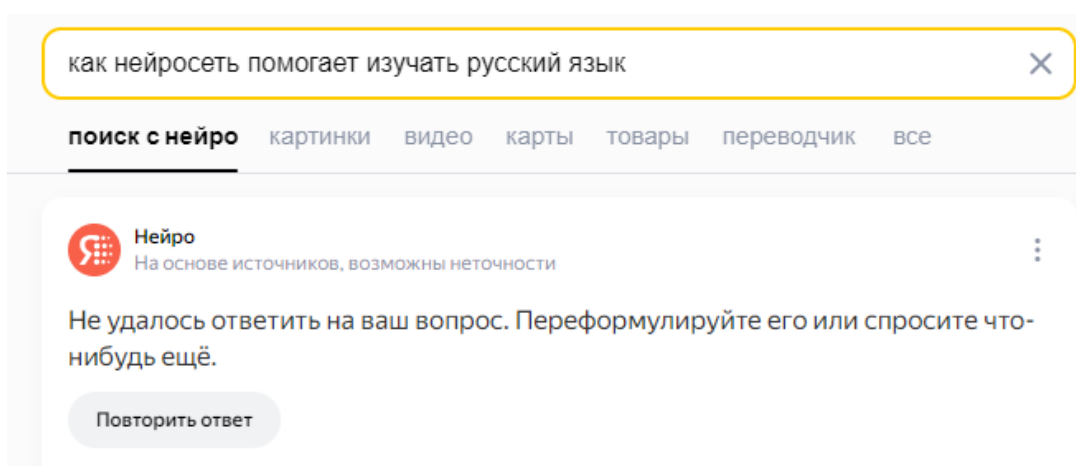 как нейросеть помогает изучать русский язык
поиск с нейро картинки видео карты товары переводчик все
Нейро
На основе источников, возможны неточности
Не удалось ответить на ваш вопрос. Переформулируйте его или спросите что-
нибудь ещё.
Повторить ответ